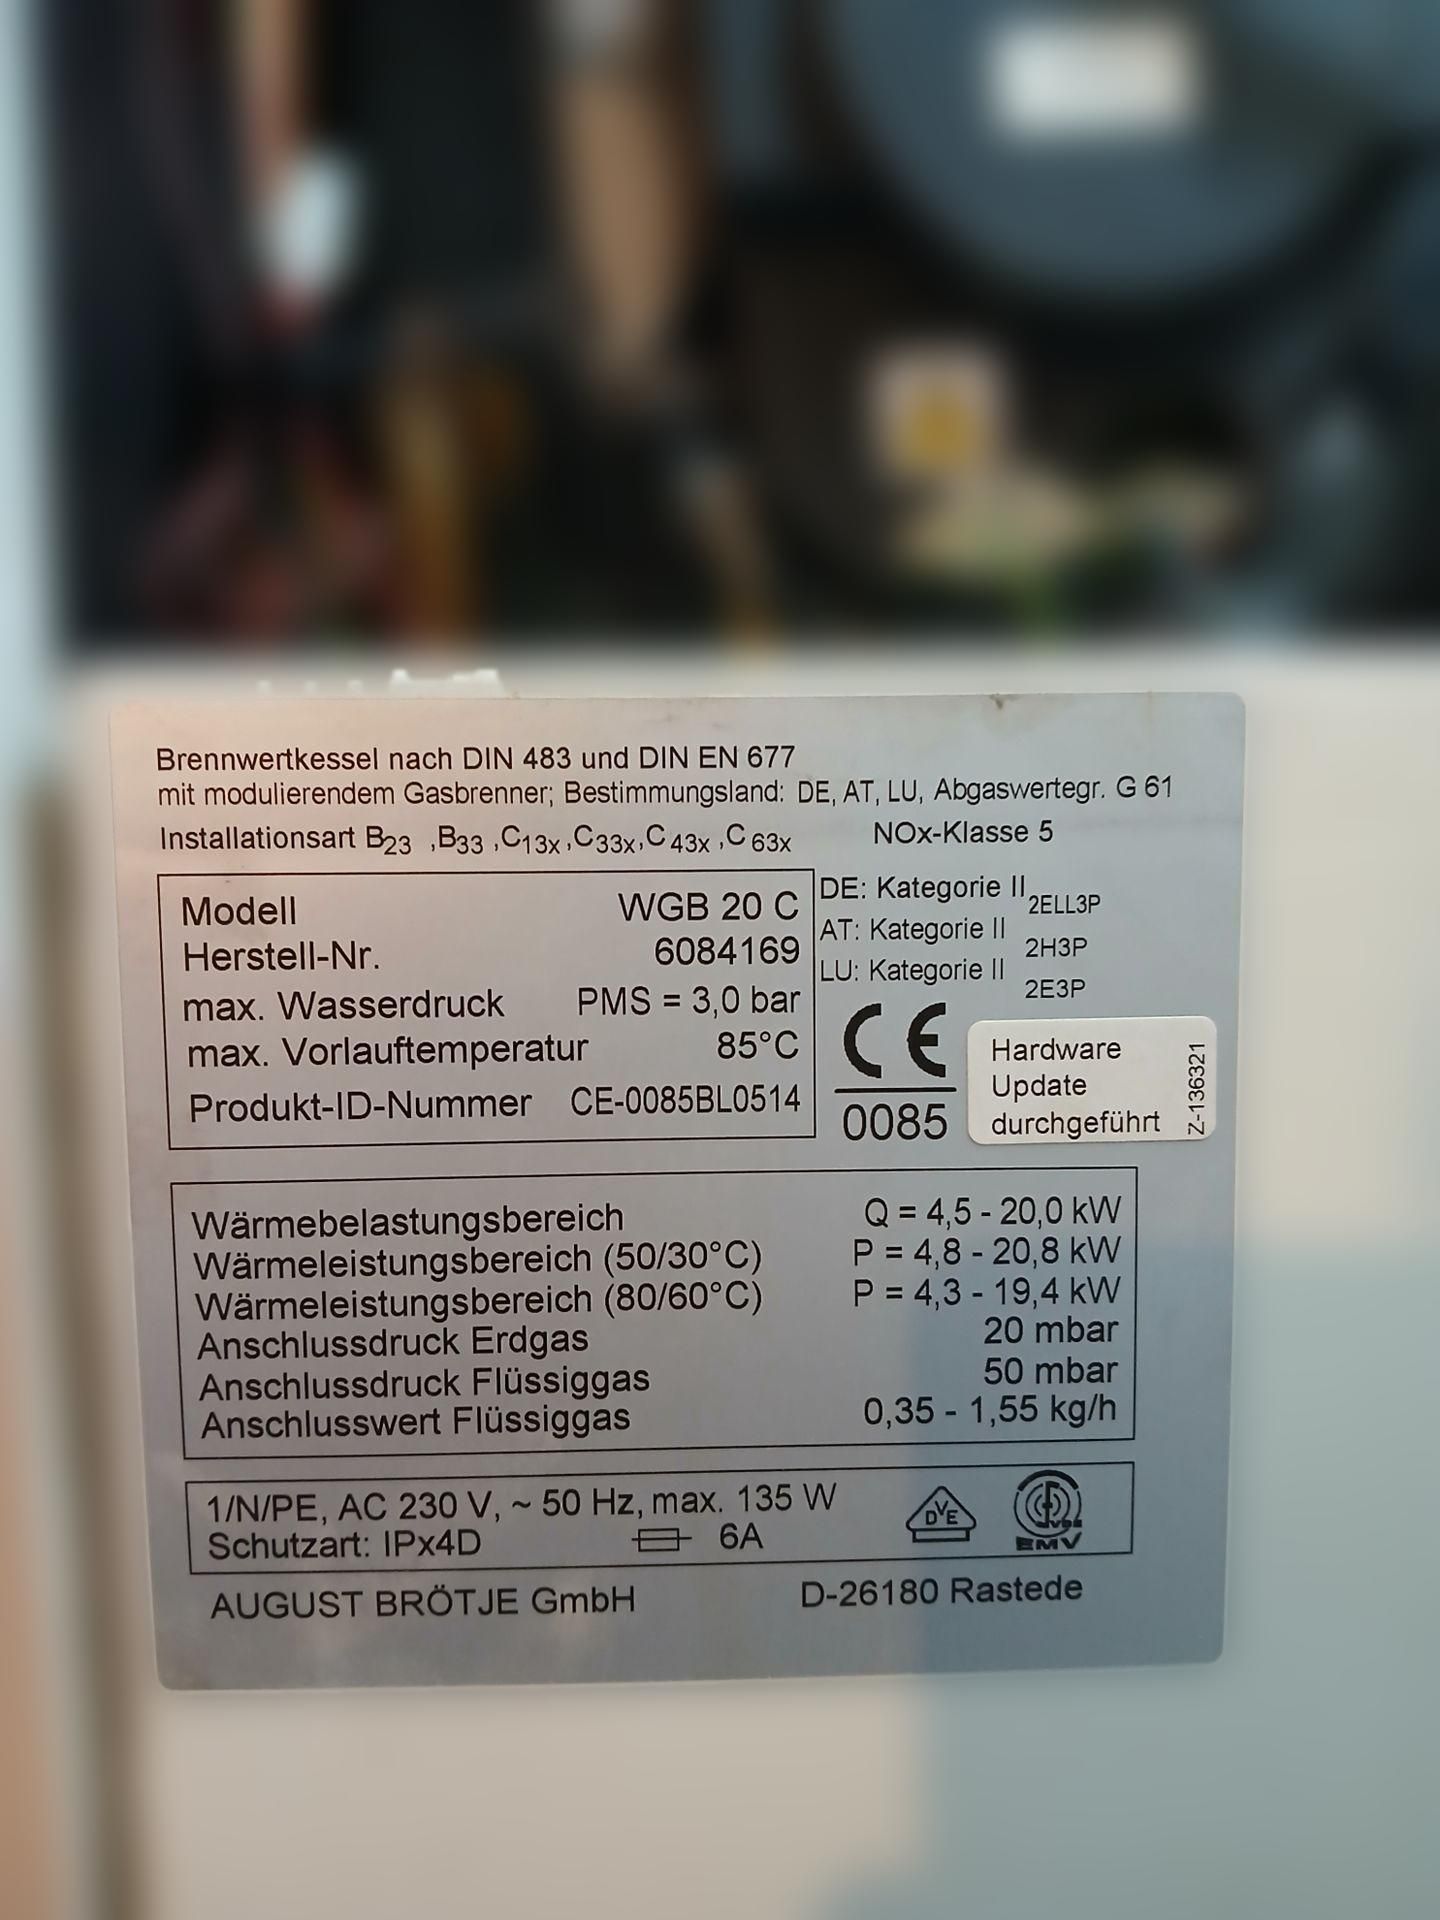 Brennwertkessel nach DIN 483 und DIN EN 677
mit modulierendem Gasbrenner; Bestimmungsland: DE, AT, LU, Abgaswertegr. G 61
Installationsart B23 ,B33 ,C13x,C33x,C43x ,C63x NOx-Klasse 5
Modell WGB 20 C
Herstell-Nr. 6084169
max. Wasserdruck PMS = 3,0 bar
max. Vorlauftemperatur 85°C
Produkt-ID-Nummer CE-0085BL0514
DE: Kategorie II 2ELL3P
AT: Kategorie II 2H3P
LU: Kategorie II 2E3P
CE
0085
Hardware
Update
durchgeführt
Z-136321
Wärmebelastungsbereich Q = 4,5 - 20,0 kW
Wärmeleistungsbereich (50/30°C) P = 4,8 - 20,8 kW
Wärmeleistungsbereich (80/60°C) P = 4,3 - 19,4 kW
Anschlussdruck Erdgas 20 mbar
Anschlussdruck Flüssiggas 50 mbar
Anschlusswert Flüssiggas 0,35 - 1,55 kg/h
1/N/PE, AC 230 V, ~ 50 Hz, max. 135 W
Schutzart: IPx4D 6A
DVE
VDE
EMV
AUGUST BRÖTJE GmbH D-26180 Rastede